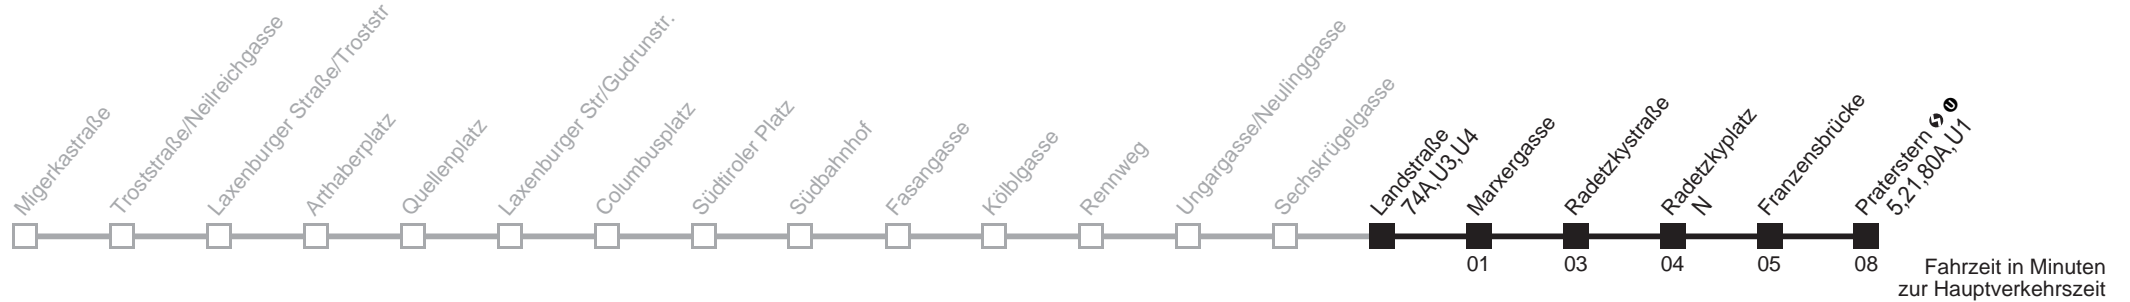 Migerkastraße
Troststraße/Neilreichgasse
Laxenburger Straße/Troststr
Arthaberplatz
Quellenplatz
Laxenburger Str/Gudrunstr.
Columbusplatz
Südtiroler Platz
Südbahnhof
Fasangasse
Kölblgasse
Rennweg
Ungargasse/Neulinggasse
Sechskrügelgasse
Landstraße
74A,U3,U4
Marxergasse
Radetzkystraße
Radetzkyplatz
N
Franzensbrücke
Praterstern S U
5,21,80A,U1
01
03
04
05
08
Fahrzeit in Minuten
zur Hauptverkehrszeit